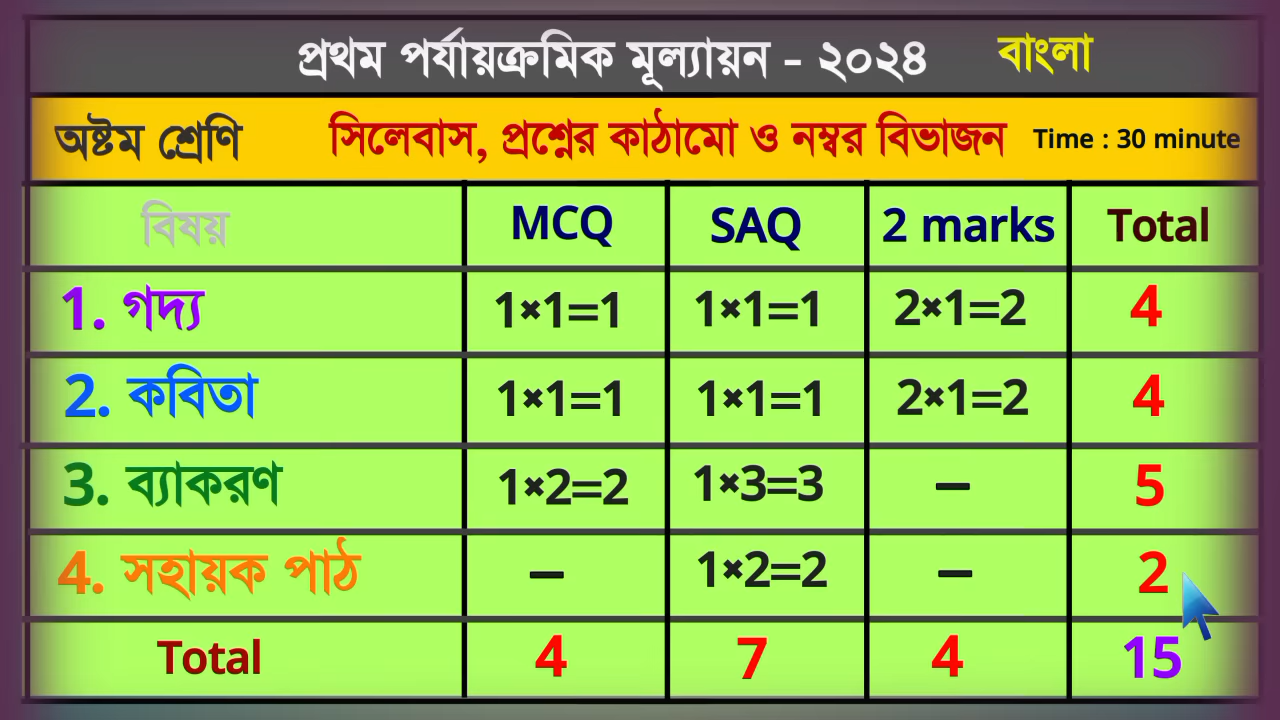 প্রথম পর্যায়ক্রমিক মূল্যায়ন - ২০২৪ বাংলা
অষ্টম শ্রেণি সিলেবাস, প্রশ্নের কাঠামো ও নম্বর বিভাজন Time : 30 minute
বিষয় MCQ SAQ 2 marks Total
1. গদ্য 1×1=1 1×1=1 2×1=2 4
2. কবিতা 1×1=1 1×1=1 2×1=2 4
3. ব্যাকরণ 1×2=2 1×3=3 – 5
4. সহায়ক পাঠ – 1×2=2 – 2
Total 4 7 4 15